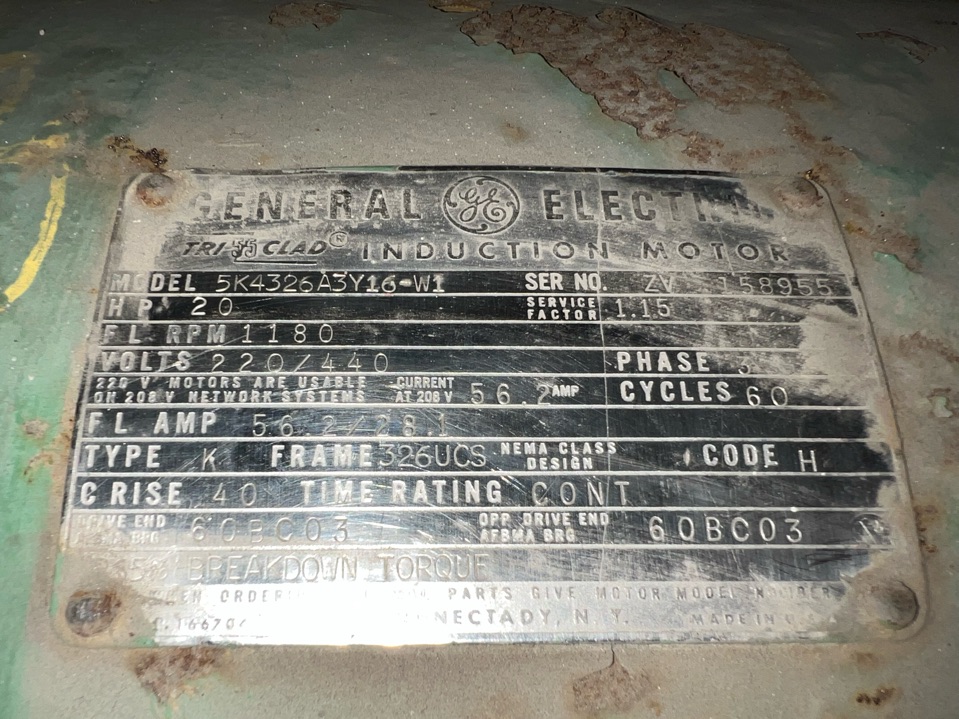 GENERAL GE ELECT
TRI 55 CLAD® INDUCTION MOTOR
MODEL 5K4326A3Y16-W1 SER NO. ZV 158955
HP 20 SERVICE FACTOR 1.15
FL RPM 1180
VOLTS 220/440 PHASE 3
220 V MOTORS ARE USABLE ON 208 V NETWORK SYSTEMS CURRENT AT 208 V 56.2 AMP CYCLES 60
FL AMP 56.2/28.1
TYPE K FRAME 326UCS NEMA CLASS DESIGN CODE H
C RISE 40 TIME RATING CONT
DRIVE END AFBMA BRG 60BC03 OPP DRIVE END AFBMA BRG 60BC03
BREAKDOWN TORQUE
PARTS GIVE MOTOR MODEL NUMBER
NECTADY, N.Y. MADE IN U.S.A.